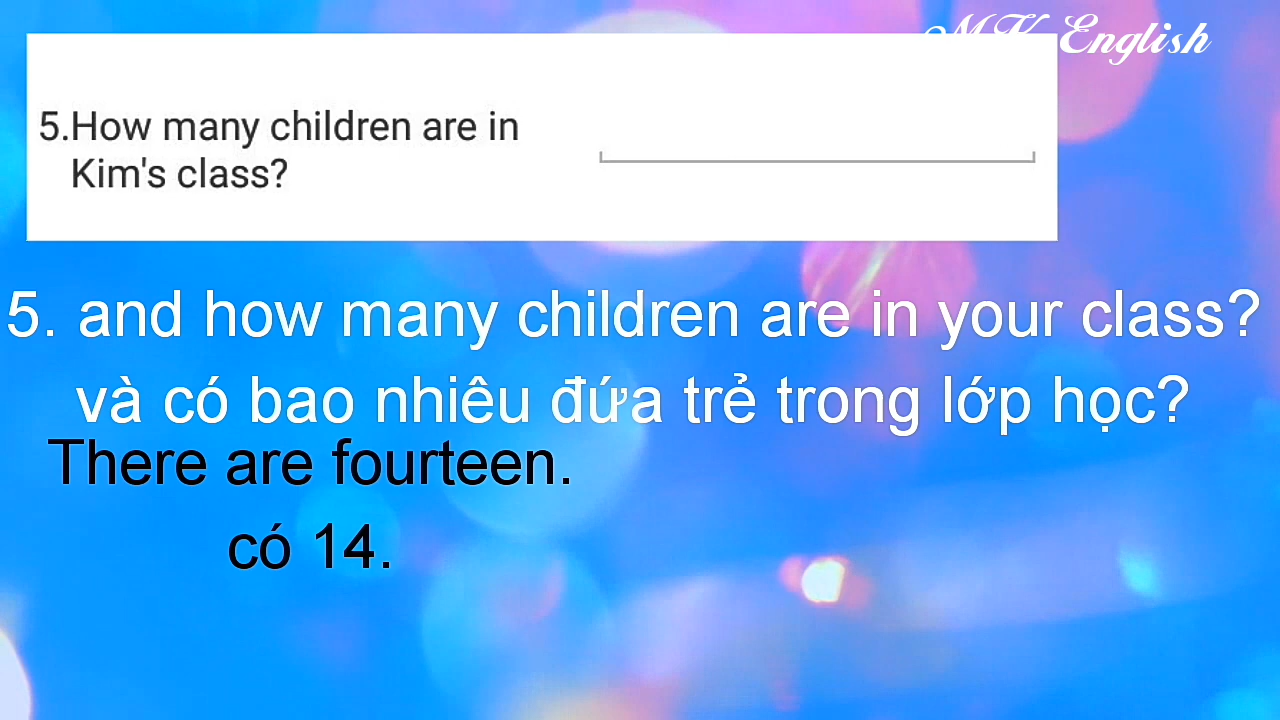 MK English
5.How many children are in
Kim's class?
5. and how many children are in your class?
và có bao nhiêu đứa trẻ trong lớp học?
There are fourteen.
có 14.